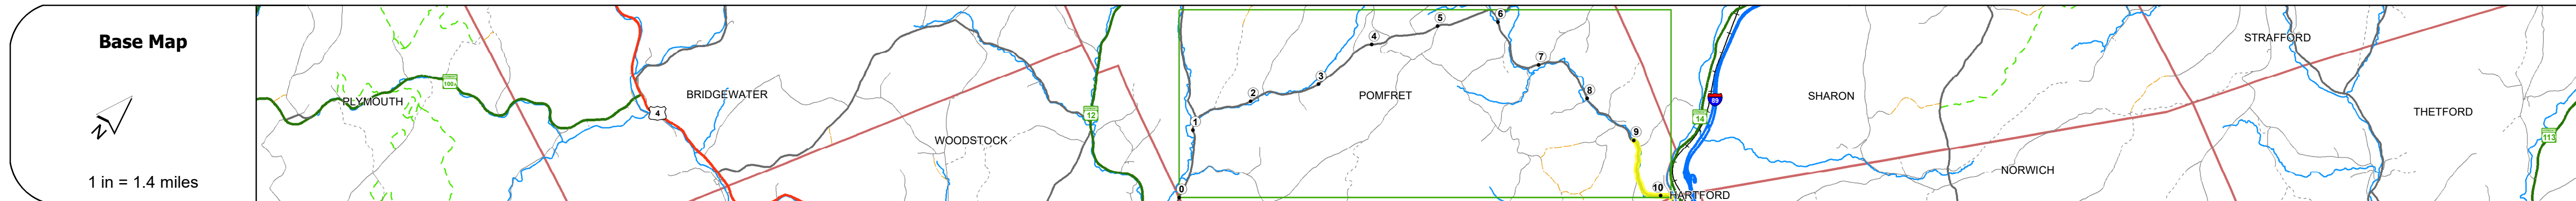 Base Map
N
1 in = 1.4 miles
PLYMOUTH
100A
4
BRIDGEWATER
WOODSTOCK
12
0
1
2
3
4
5
6
7
8
9
10
POMFRET
HARTFORD
14
89
SHARON
NORWICH
STRAFFORD
THETFORD
113